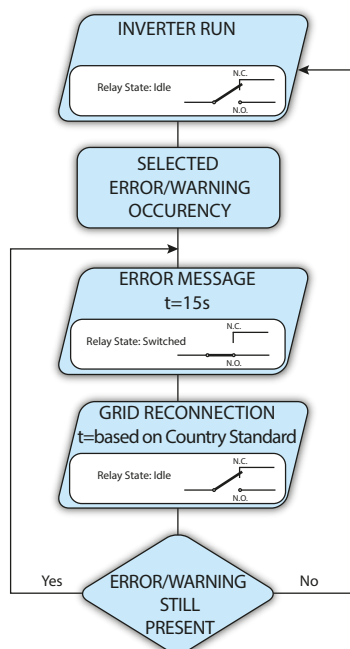 INVERTER RUN
N.C.
Relay State: Idle
N.O.
SELECTED
ERROR/WARNING
OCCURENCY
ERROR MESSAGE
t=15s
N.C.
Relay State: Switched
N.O.
GRID RECONNECTION
t=based on Country Standard
N.C.
Relay State: Idle
N.O.
Yes
ERROR/WARNING
No
STILL
PRESENT